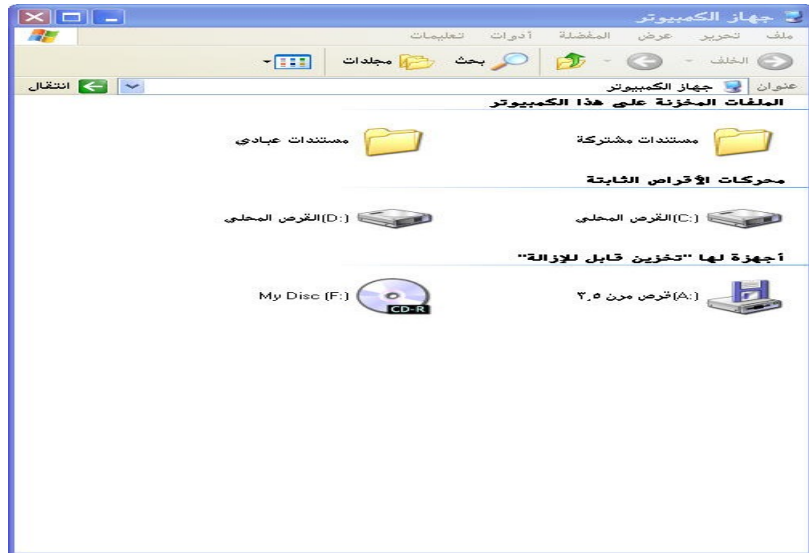 جهاز الكمبيوتر
ملف تحرير عرض المفضلة أدوات تعليمات
الخلف بحث مجلدات
عنوان جهاز الكمبيوتر انتقال
الملفات المخزنة على هذا الكمبيوتر
مستندات مشتركة مستندات عبادي
محركات الأقراص الثابتة
القرص المحلي (C:) القرص المحلي (D:)
أجهزة لها "تخزين قابل للإزالة"
قرص مرن ٣,٥ (A:) My Disc (F:)
CD-R